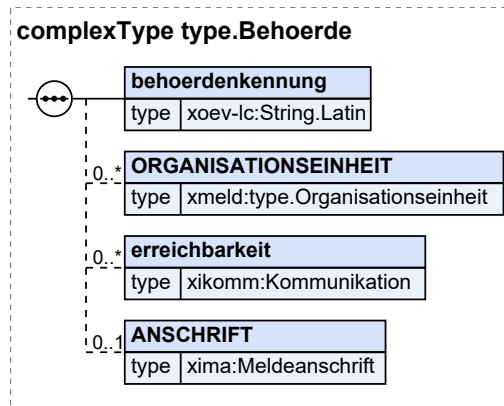 complexType type.Behoerde
behoerdenkennung
type xoev-lc:String.Latin
0..* ORGANISATIONSEINHEIT
type xmeld:type.Organisationseinheit
0..* erreichbarkeit
type xikomm:Kommunikation
0..1 ANSCHRIFT
type xima:Meldeanschrift